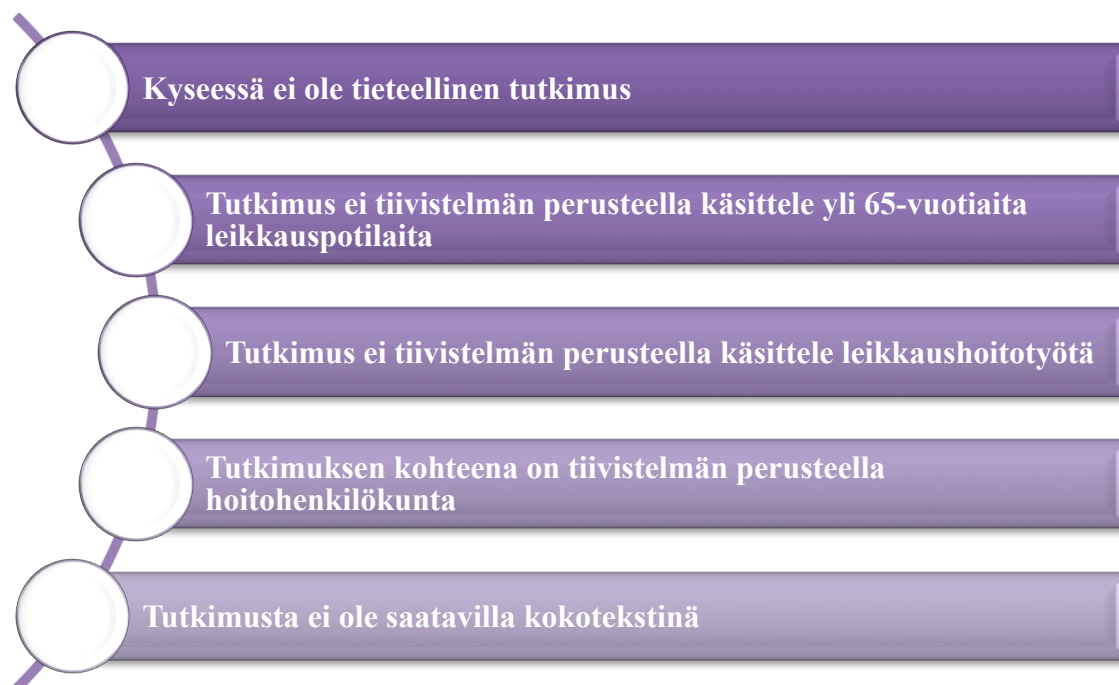 Kyseessä ei ole tieteellinen tutkimus
Tutkimus ei tiivistelmän perusteella käsittele yli 65-vuotiaita
leikkauspotilaita
Tutkimus ei tiivistelmän perusteella käsittele leikkaushoitotyötä
Tutkimuksen kohteena on tiivistelmän perusteella
hoitohenkilökunta
Tutkimusta ei ole saatavilla kokotekstinä